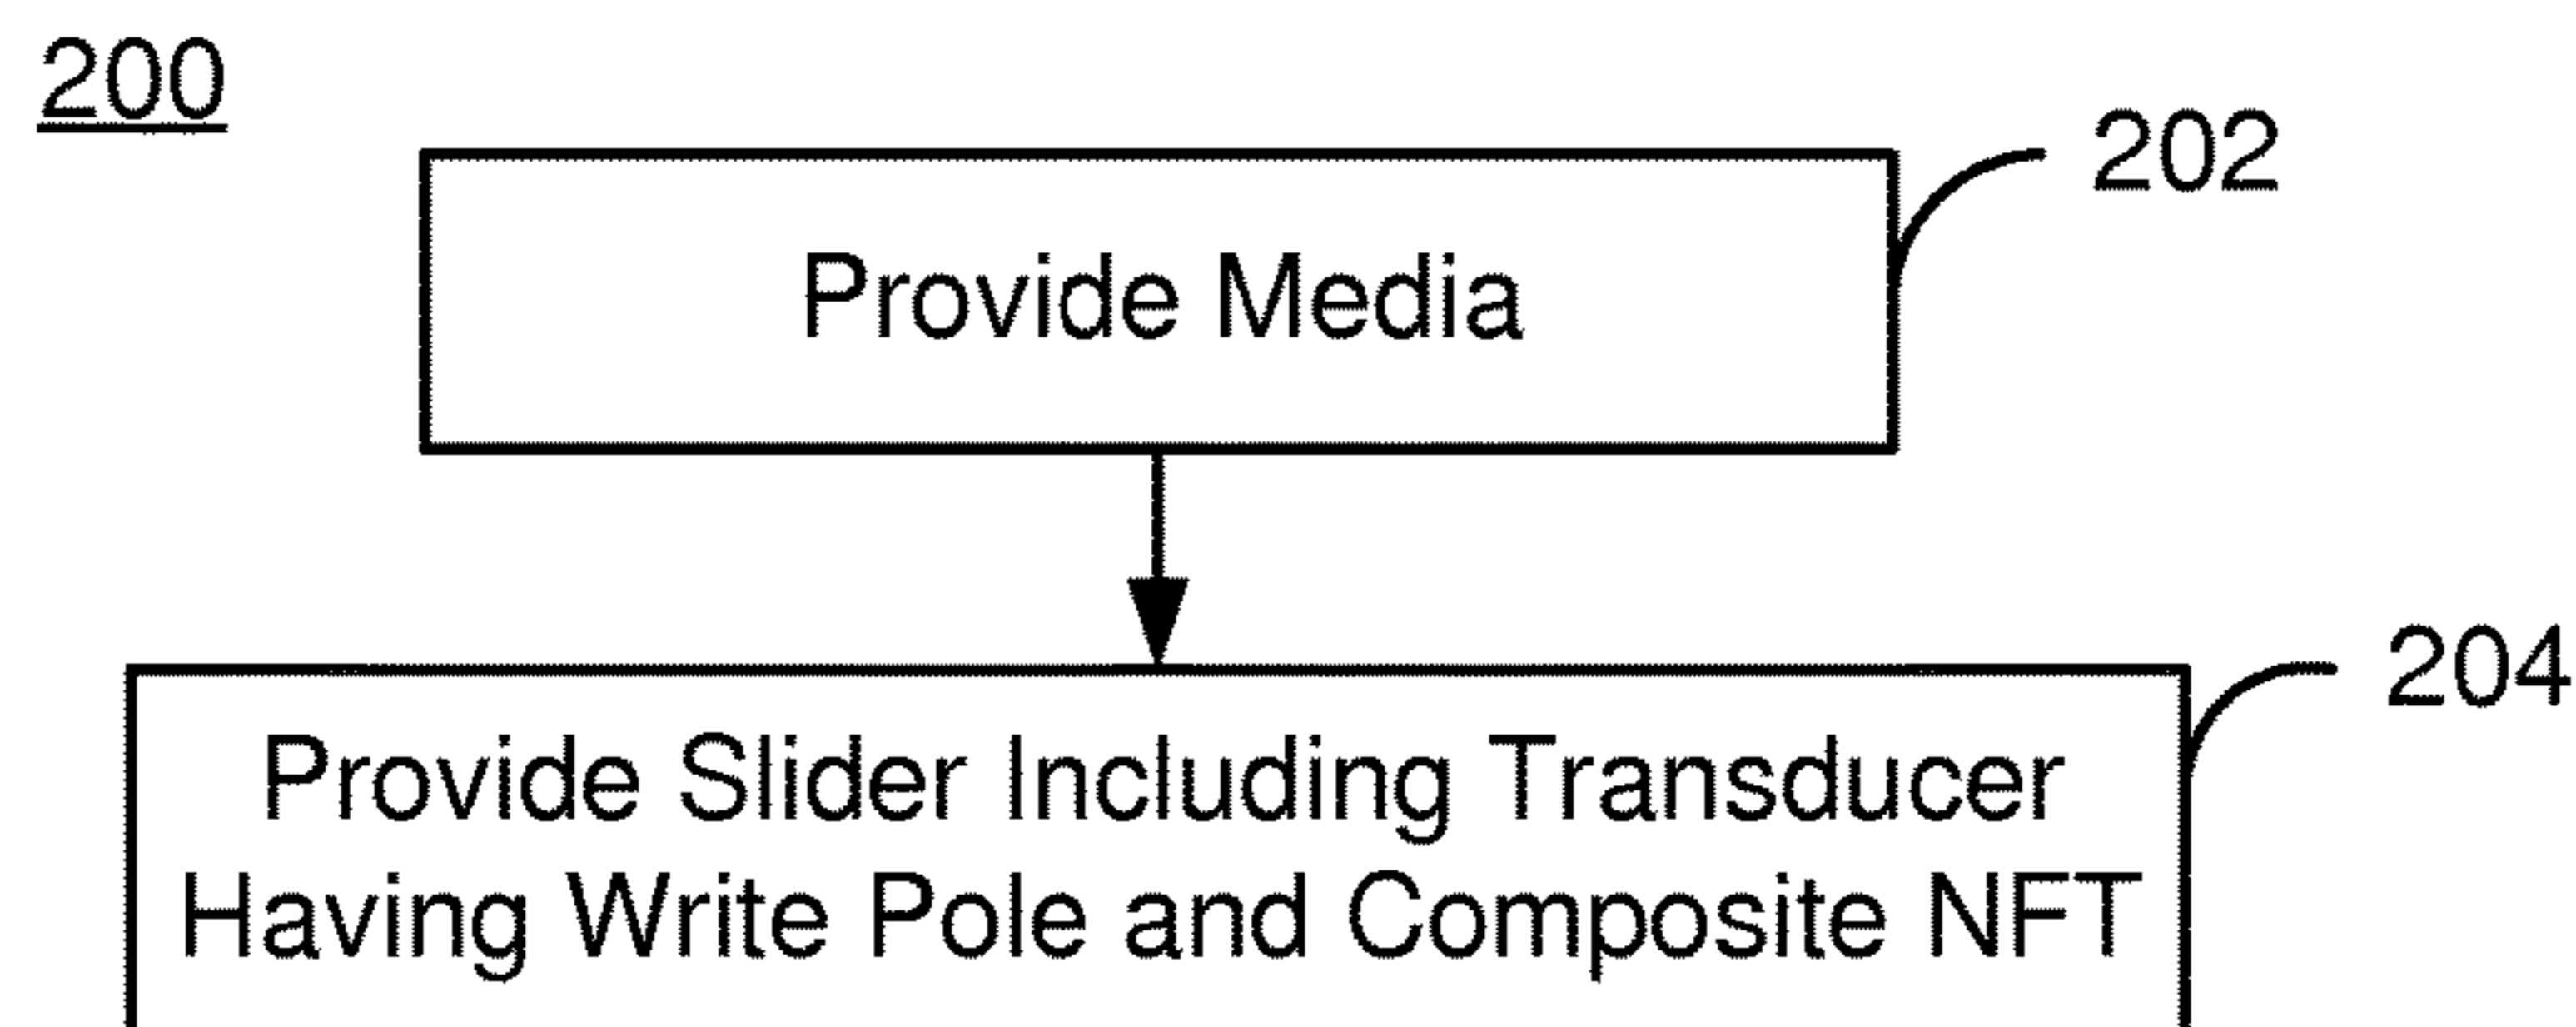 200
202
Provide Media
204
Provide Slider Including Transducer
Having Write Pole and Composite NFT